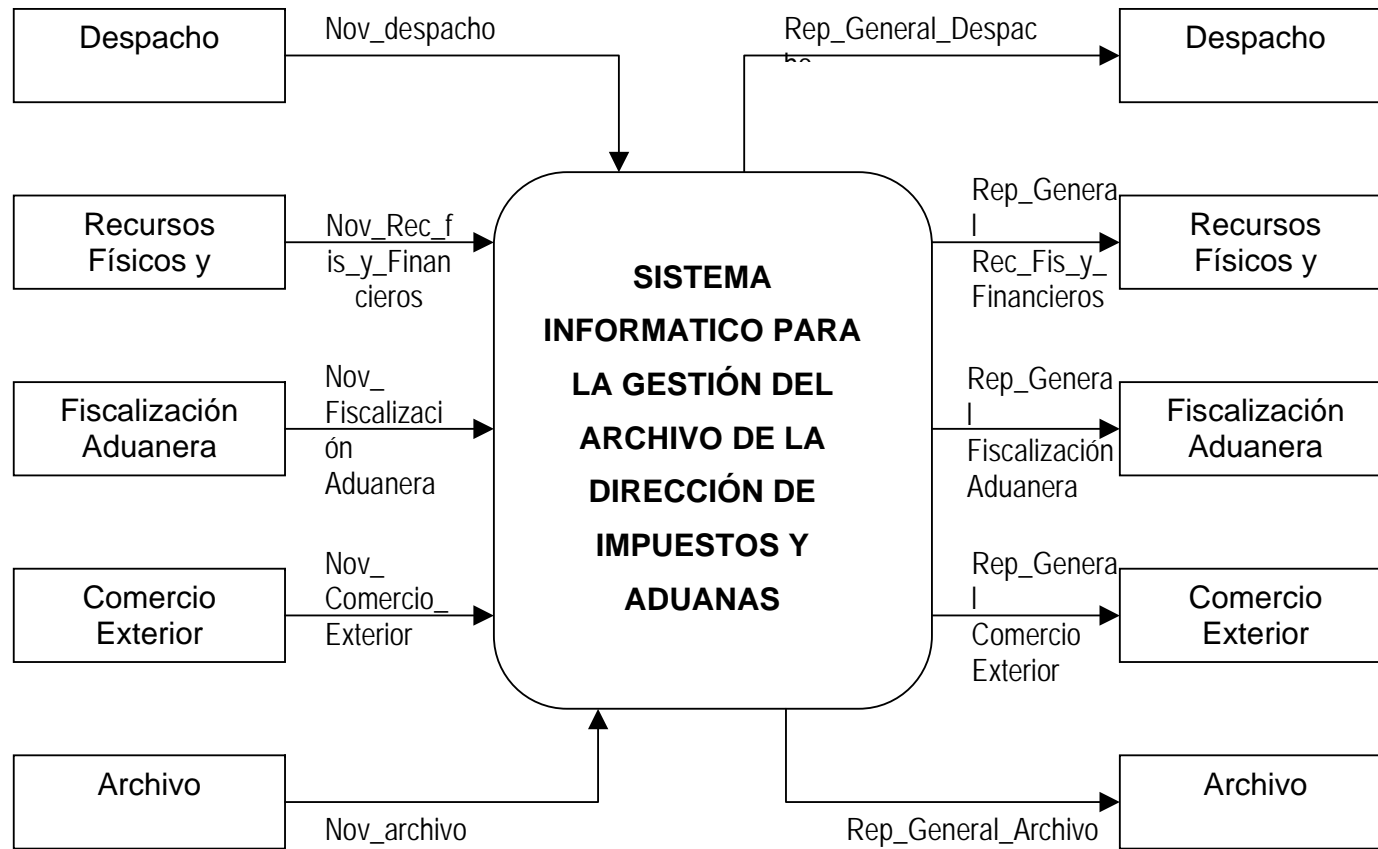 Despacho
Nov_despacho
Rep_General_Despac
Despacho
Recursos
Físicos y
Nov_Rec_f
is_y_Finan
cieros
Rep_Genera
l
Rec_Fis_y_
Financieros
Recursos
Físicos y
SISTEMA
INFORMATICO PARA
LA GESTIÓN DEL
ARCHIVO DE LA
DIRECCIÓN DE
IMPUESTOS Y
ADUANAS
Fiscalización
Aduanera
Nov_
Fiscalizaci
ón
Aduanera
Rep_Genera
l
Fiscalización
Aduanera
Fiscalización
Aduanera
Comercio
Exterior
Nov_
Comercio_
Exterior
Rep_Genera
l
Comercio
Exterior
Comercio
Exterior
Archivo
Nov_archivo
Rep_General_Archivo
Archivo